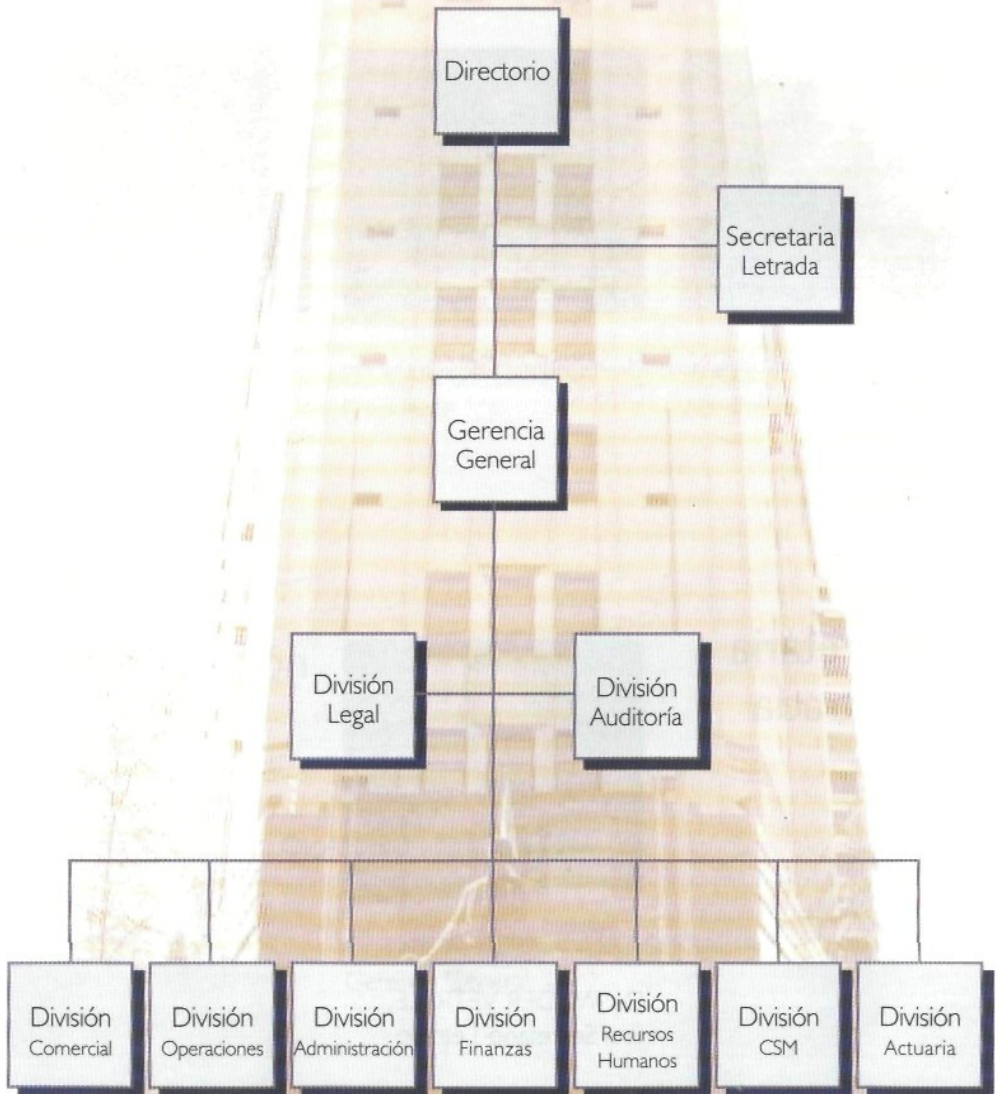 Directorio
Secretaria
Letrada
Gerencia
General
División
Legal
División
Auditoría
División
Comercial
División
Operaciones
División
Administración
División
Finanzas
División
Recursos
Humanos
División
CSM
División
Actuaria